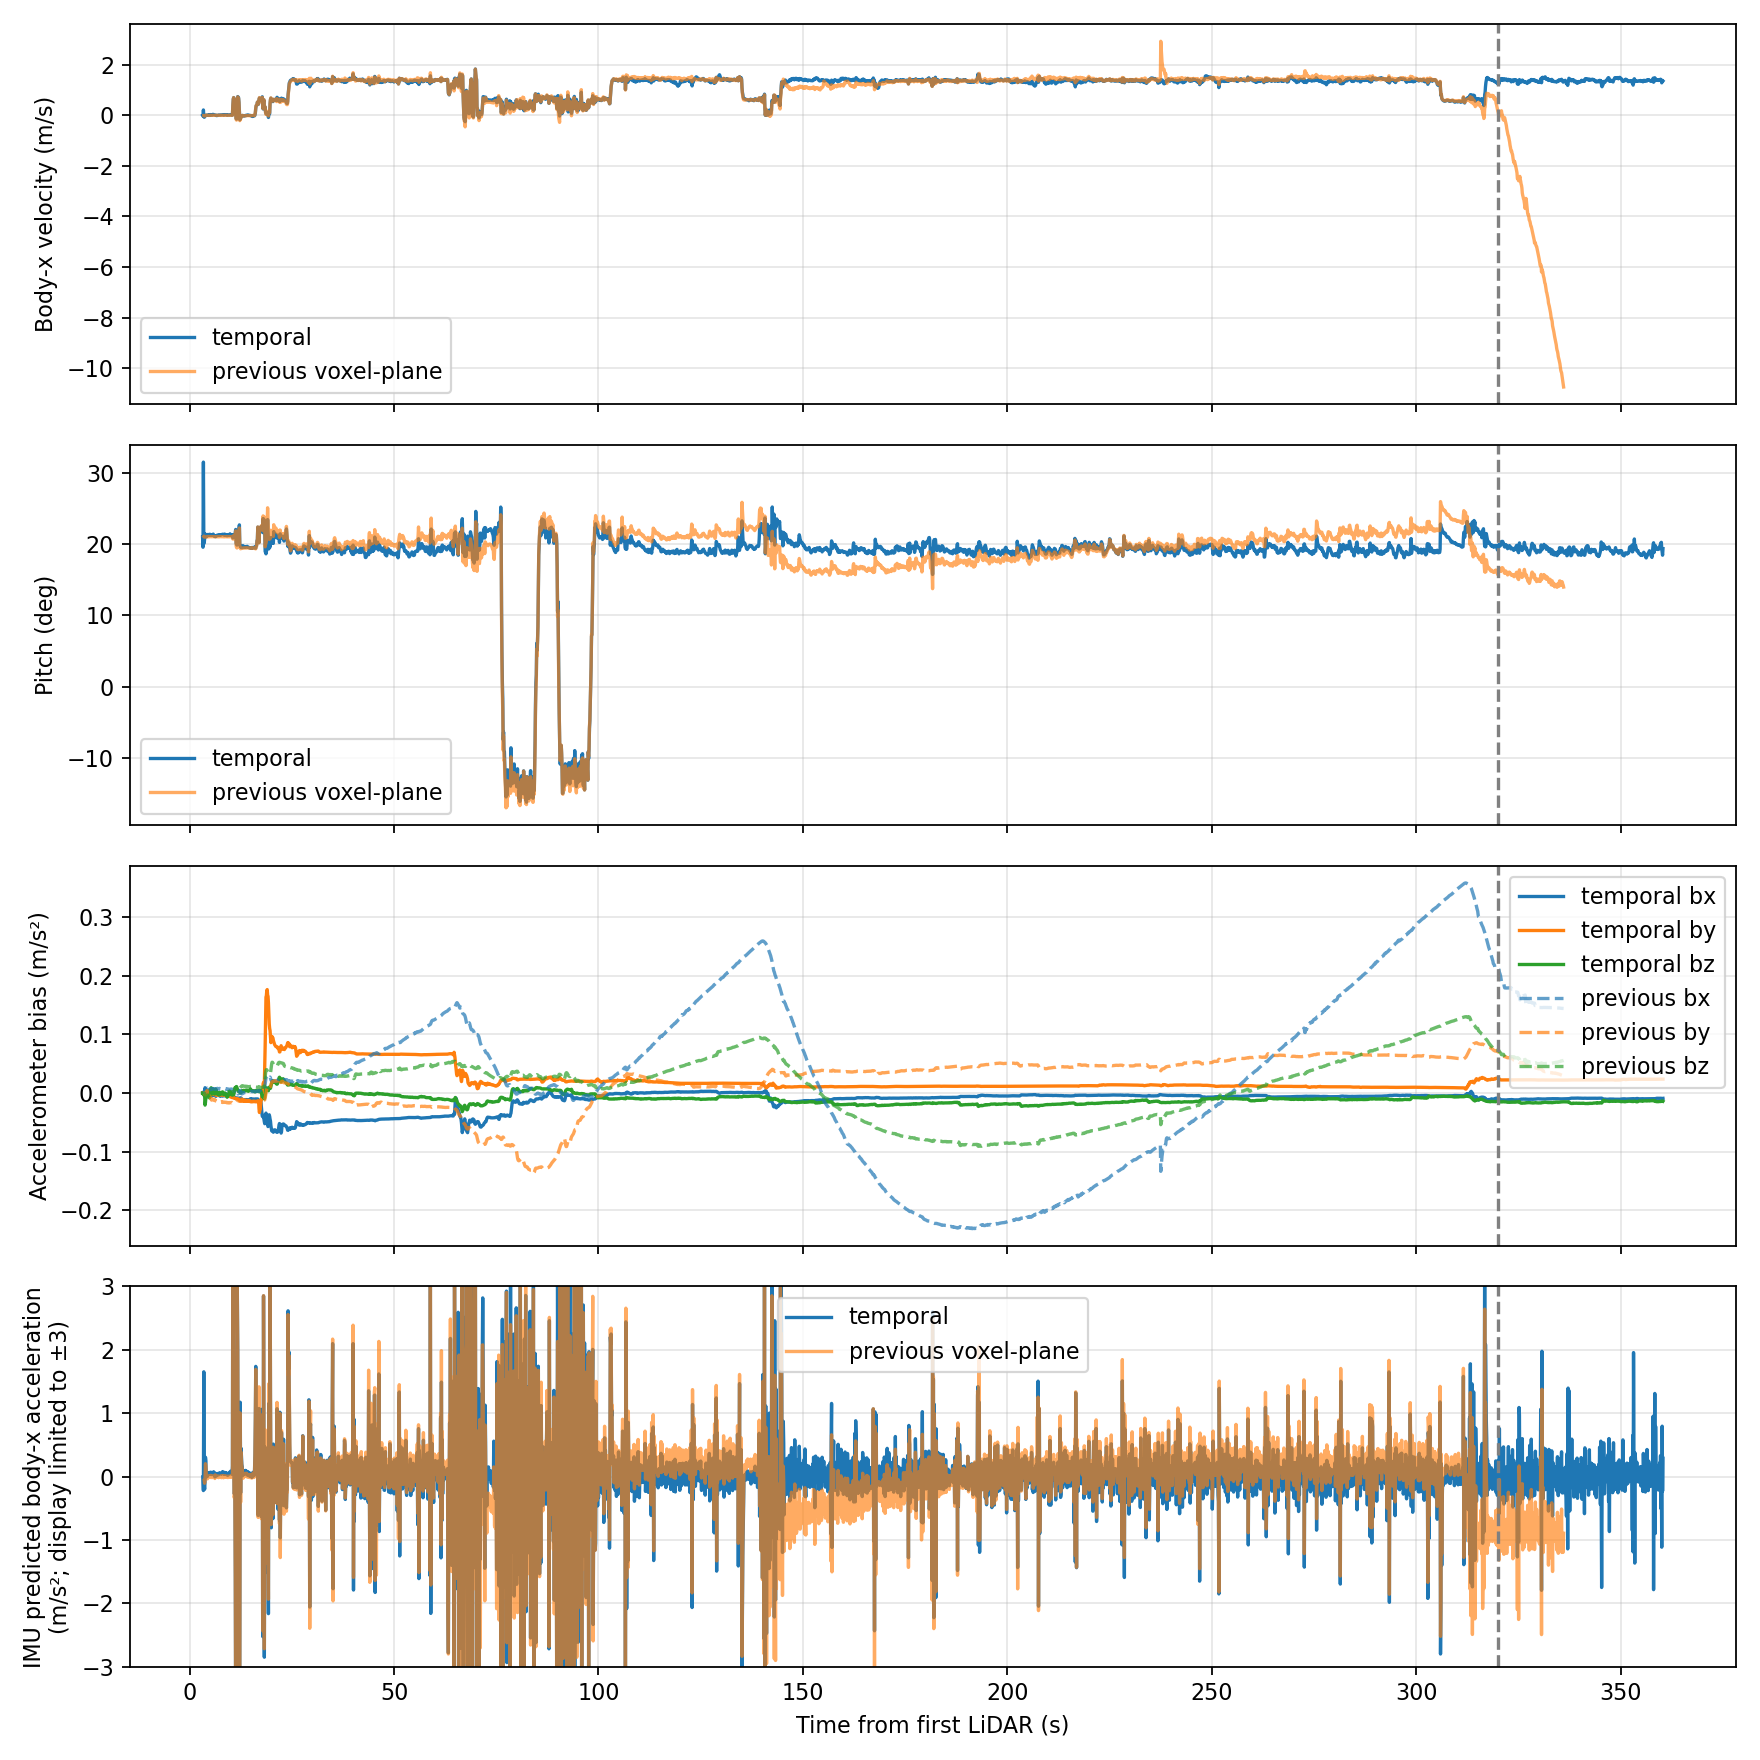 Body-x velocity (m/s)
2
0
−2
−4
−6
−8
−10
temporal
previous voxel-plane
Pitch (deg)
30
20
10
0
−10
temporal
previous voxel-plane
Accelerometer bias (m/s²)
0.3
0.2
0.1
0.0
−0.1
−0.2
temporal bx
temporal by
temporal bz
previous bx
previous by
previous bz
IMU predicted body-x acceleration
(m/s²; display limited to ±3)
3
2
1
0
−1
−2
−3
temporal
previous voxel-plane
0 50 100 150 200 250 300 350
Time from first LiDAR (s)